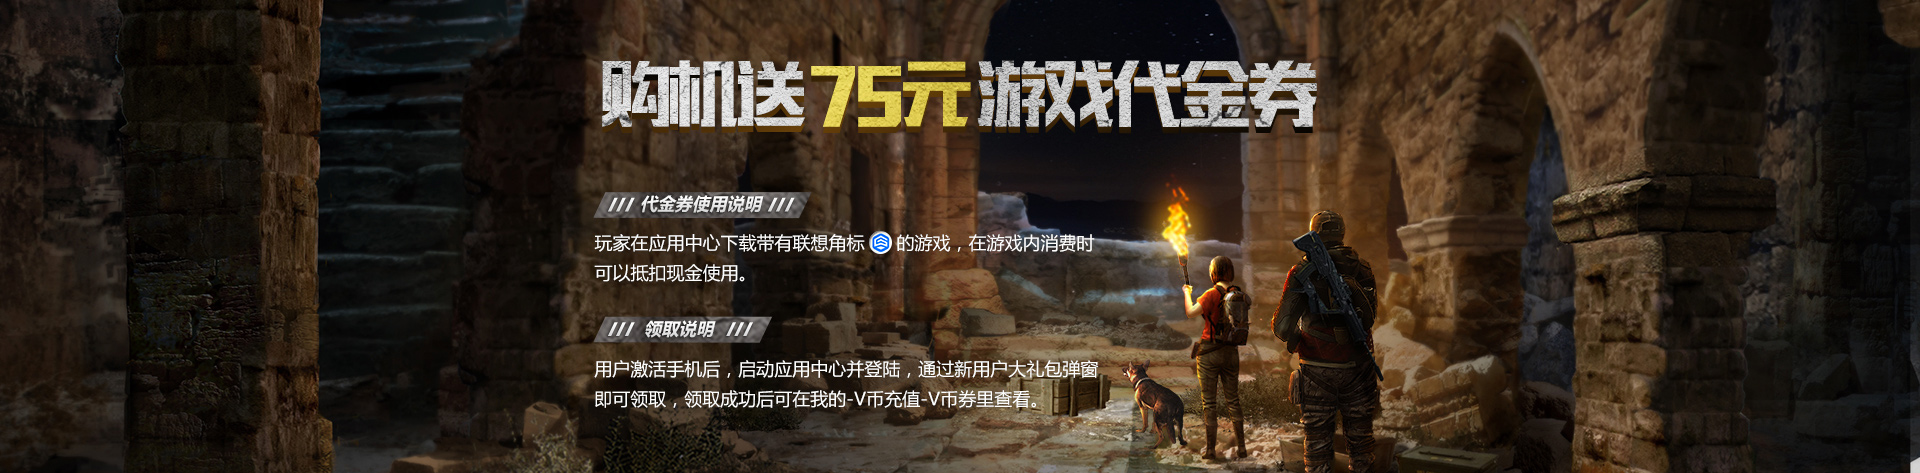 购机送75元游戏代金券
/// 代金券使用说明 ///
玩家在应用中心下载带有联想角标 的游戏，在游戏内消费时
可以抵扣现金使用。
/// 领取说明 ///
用户激活手机后，启动应用中心并登陆，通过新用户大礼包弹窗
即可领取，领取成功后可在我的-V币充值-V币券里查看。